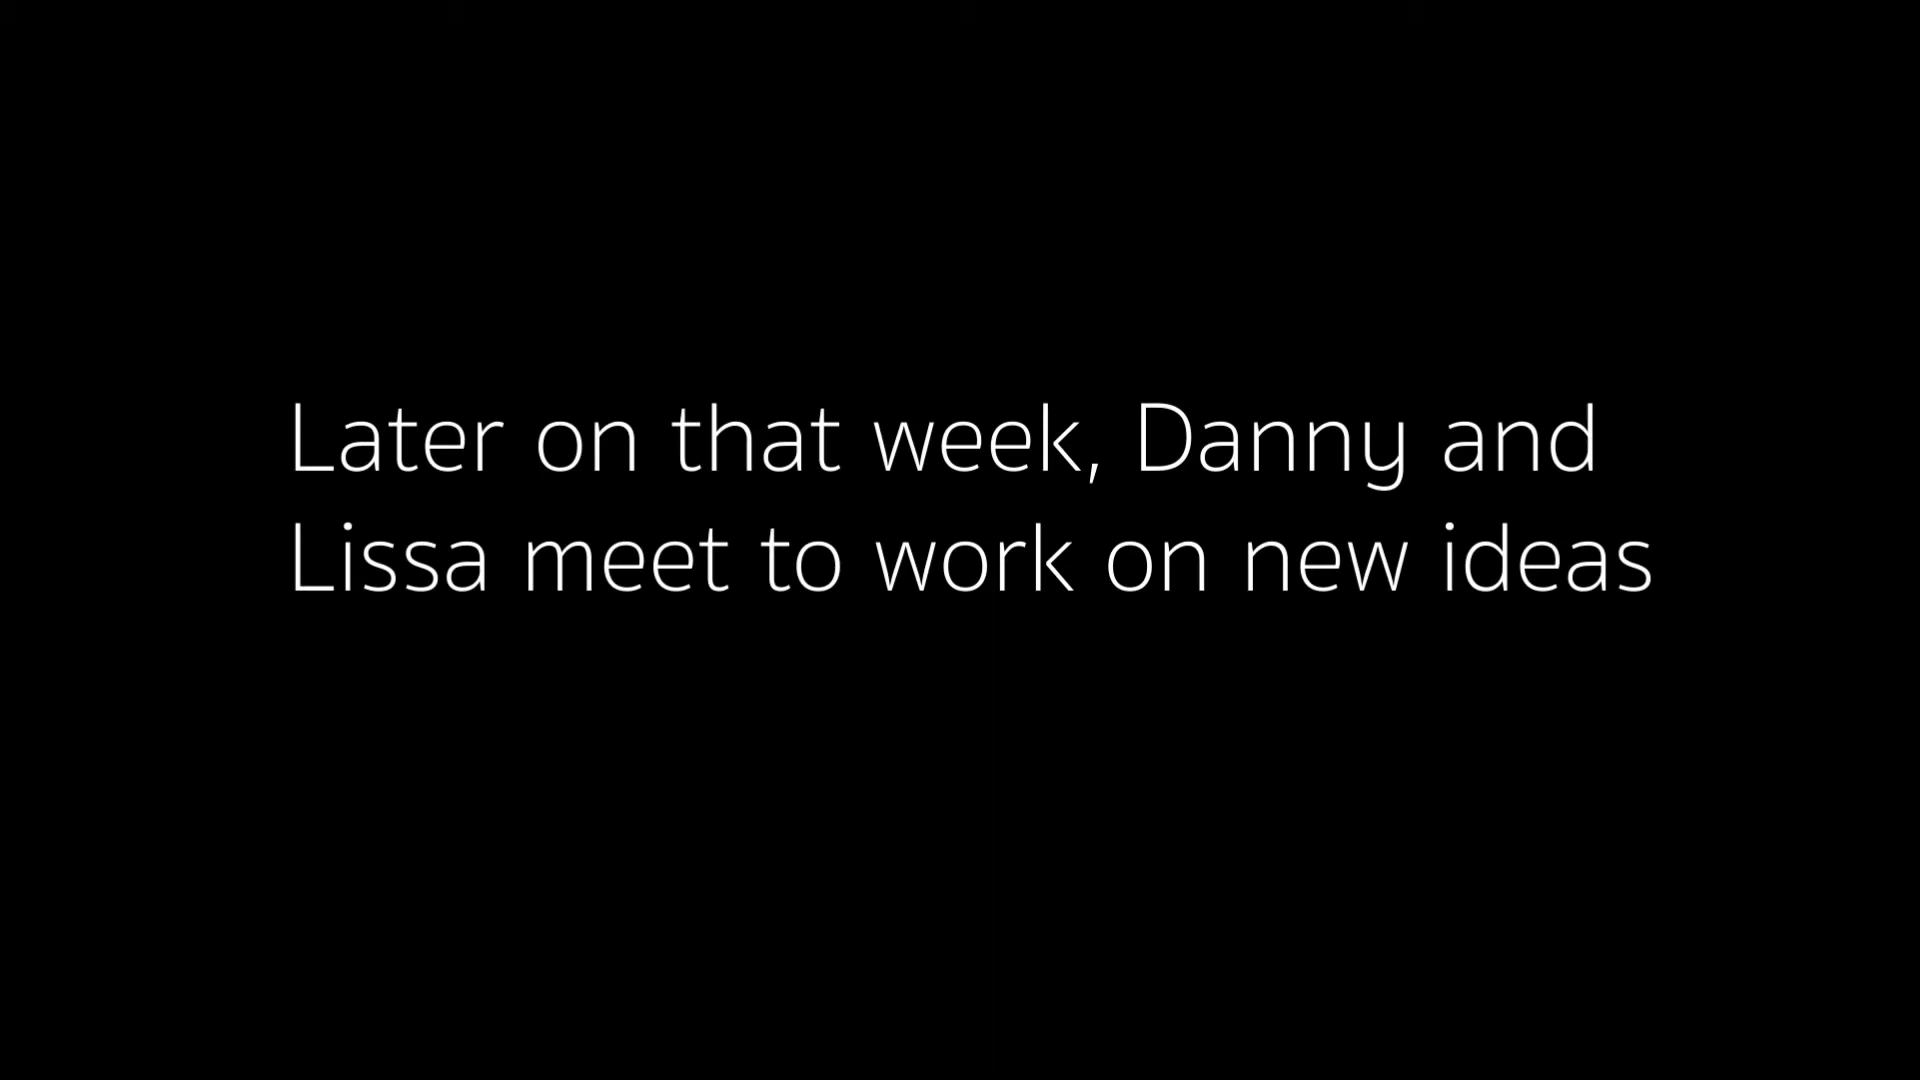 Later on that week, Danny and
Lissa meet to work on new ideas